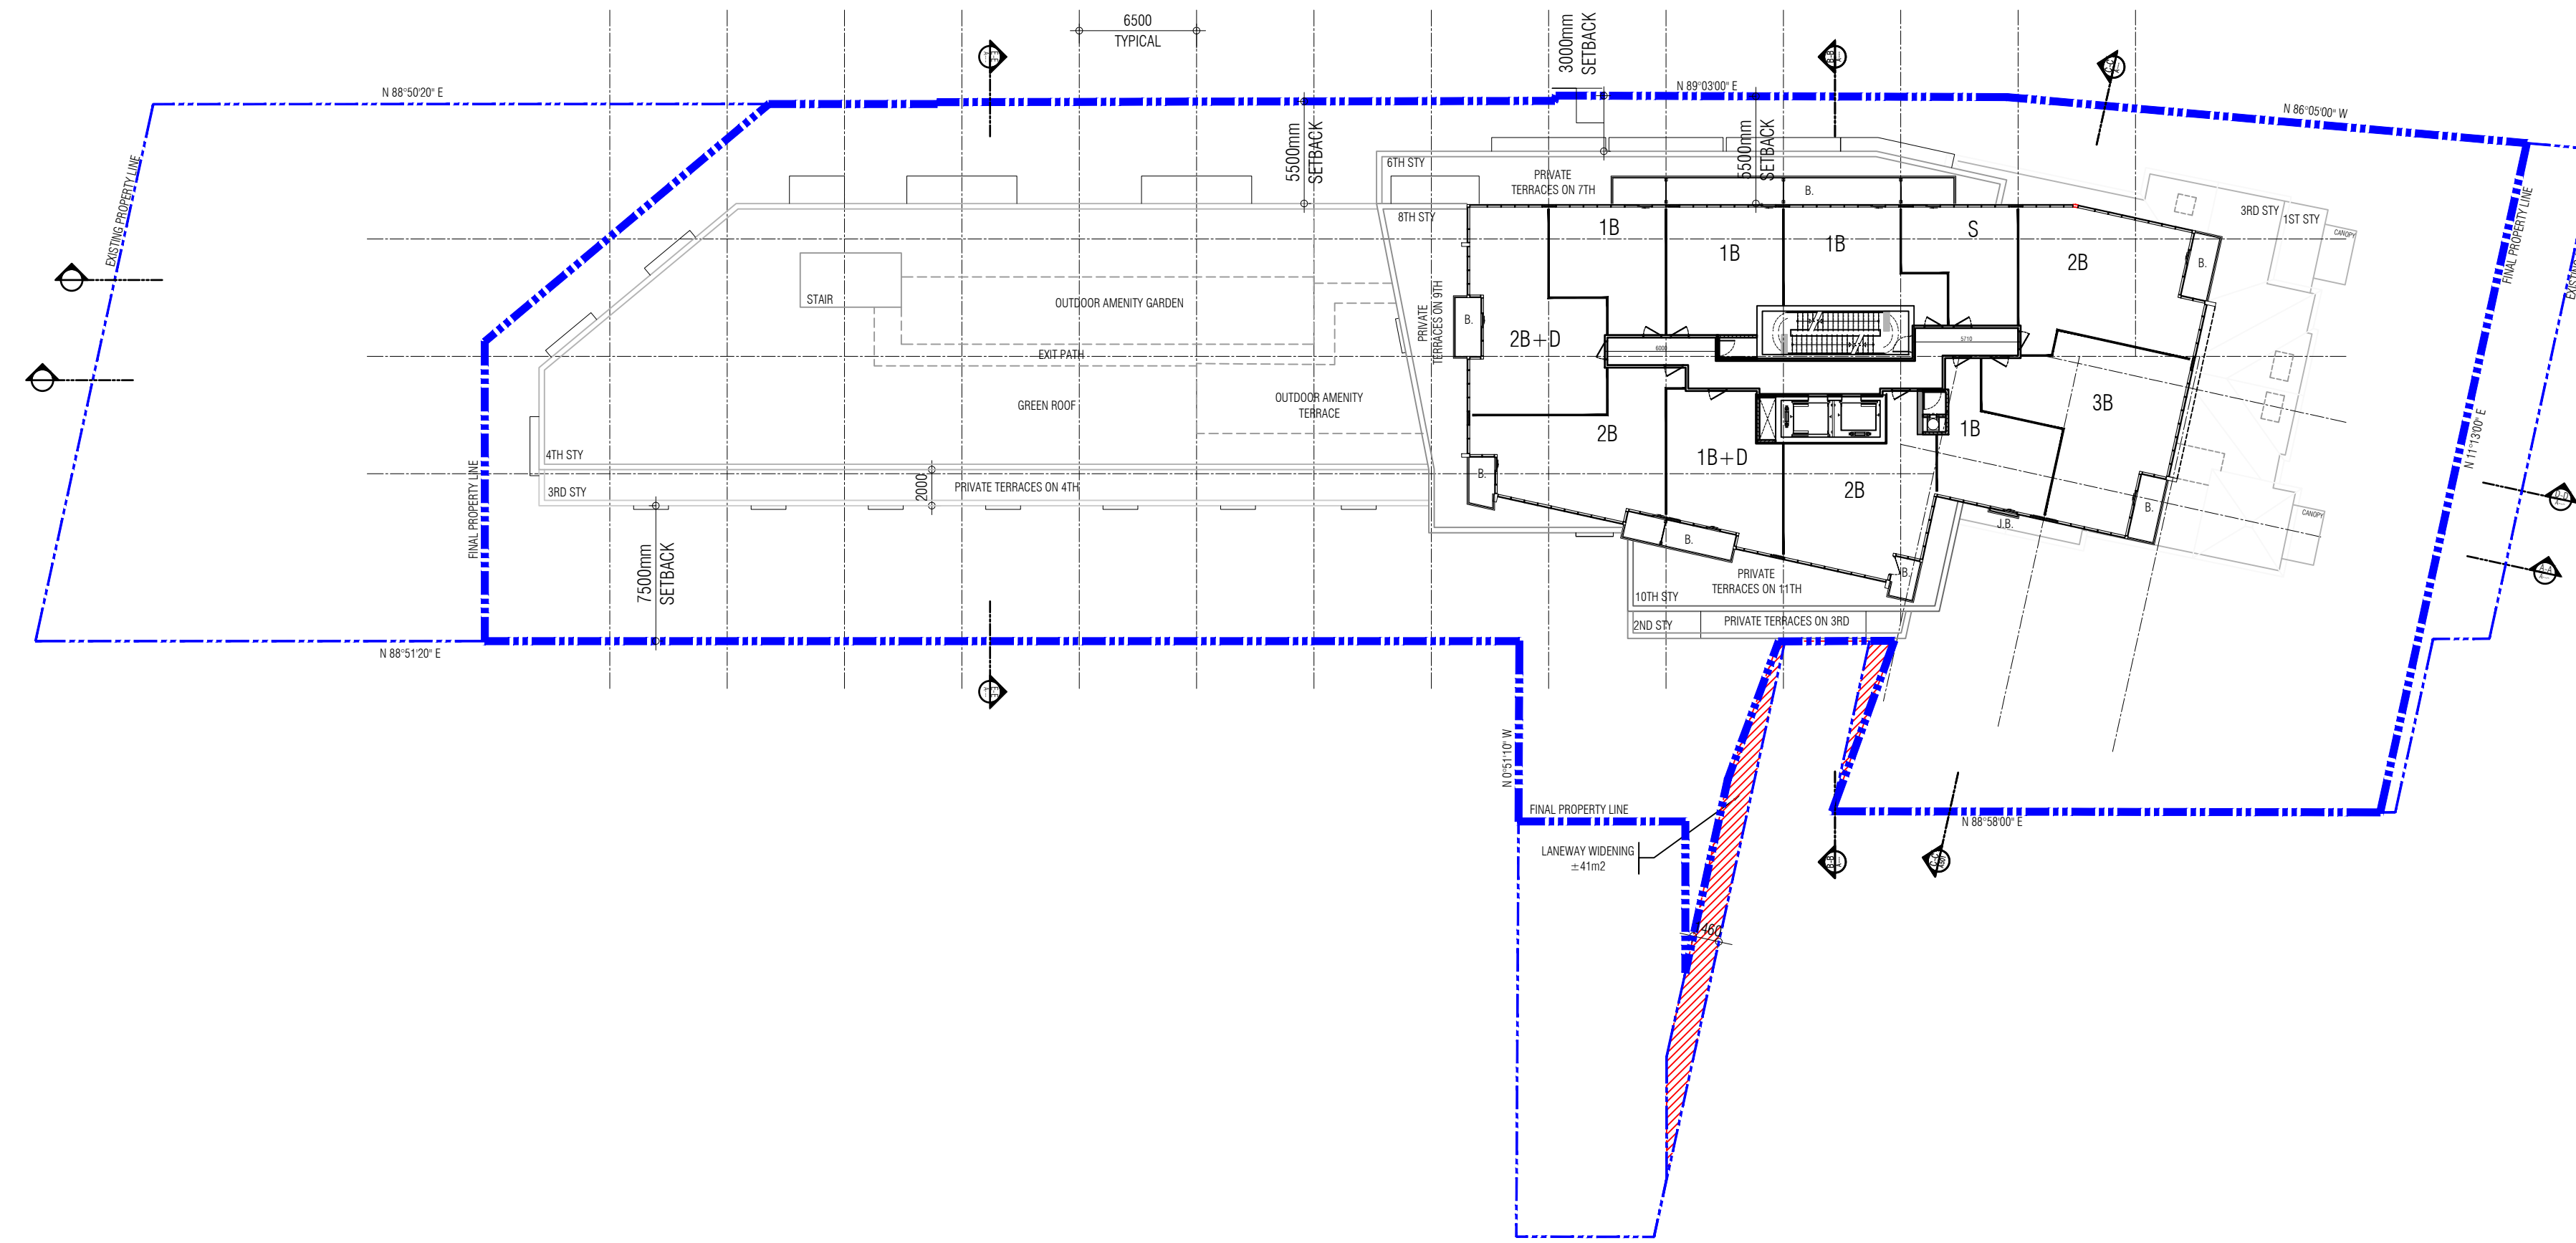 6500
TYPICAL
3000mm
SETBACK
N 88°50'20" E
N 89°03'00" E
N 86°05'00" W
B-B
C-C
5500mm
SETBACK
5500mm
SETBACK
EXISTING PROPERTY LINE
6TH STY
PRIVATE
TERRACES ON 7TH
B.
8TH STY
3RD STY
1ST STY
CANOPY
FINAL PROPERTY LINE
1B
1B
1B
S
2B
B.
STAIR
OUTDOOR AMENITY GARDEN
PRIVATE
TERRACES ON 9TH
B.
2B+D
6000
5710
EXIT PATH
GREEN ROOF
OUTDOOR AMENITY
TERRACE
2B
1B
3B
N 11°13'00" E
4TH STY
1B+D
B.
2B
B.
3RD STY
2000
PRIVATE TERRACES ON 4TH
FINAL PROPERTY LINE
J.B.
CANOPY
D-D
B.
7500mm
SETBACK
PRIVATE
TERRACES ON 11TH
B.
A-A
10TH STY
2ND STY
PRIVATE TERRACES ON 3RD
N 88°51'20" E
N 0°51'10" W
FINAL PROPERTY LINE
N 88°58'00" E
LANEWAY WIDENING
±41m2
B-B
C-C
460